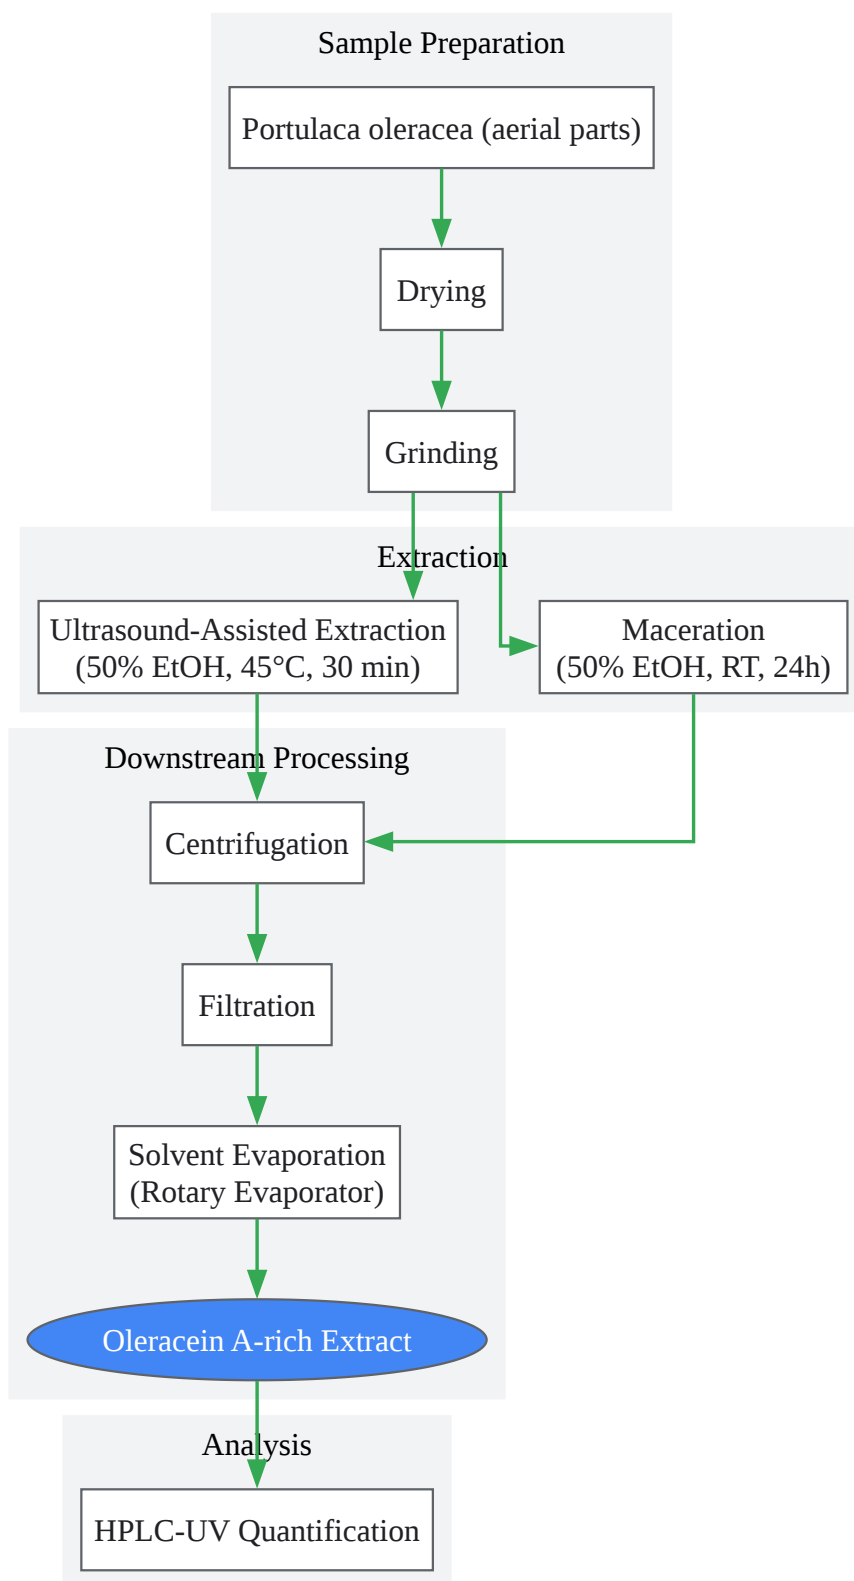 Sample Preparation
Portulaca oleracea (aerial parts)
Drying
Grinding
Extraction
Ultrasound-Assisted Extraction
(50% EtOH, 45°C, 30 min)
Maceration
(50% EtOH, RT, 24h)
Downstream Processing
Centrifugation
Filtration
Solvent Evaporation
(Rotary Evaporator)
Oleracein A-rich Extract
Analysis
HPLC-UV Quantification